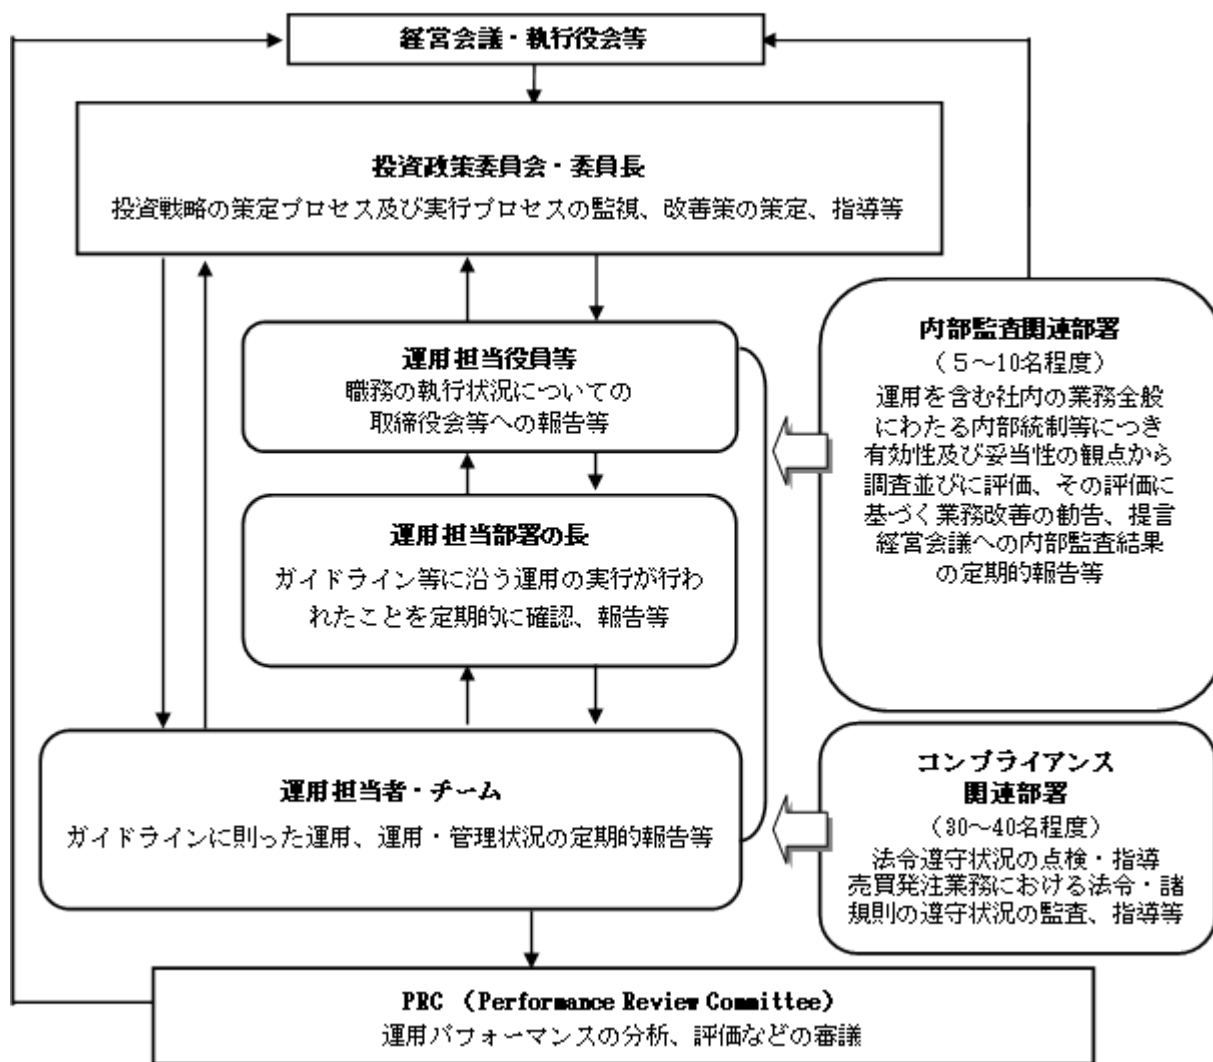 経営会議・執行役会等
投資政策委員会・委員長
投資戦略の策定プロセス及び実行プロセスの監視、改善策の策定、指導等
運用担当役員等
職務の執行状況についての
取締役会等への報告等
運用担当部署の長
ガイドライン等に沿う運用の実行が行わ
れたことを定期的に確認、報告等
運用担当者・チーム
ガイドラインに則った運用、運用・管理状況の定期的報告等
内部監査関連部署
（５～10名程度）
運用を含む社内の業務全般
にわたる内部統制等につき
有効性及び妥当性の観点から
調査並びに評価、その評価に
基づく業務改善の勧告、提言
経営会議への内部監査結果
の定期的報告等
コンプライアンス
関連部署
（30～40名程度）
法令遵守状況の点検・指導
売買発注業務における法令・諸
規則の遵守状況の監査、指導等
PRC （Performance Review Committee）
運用パフォーマンスの分析、評価などの審議